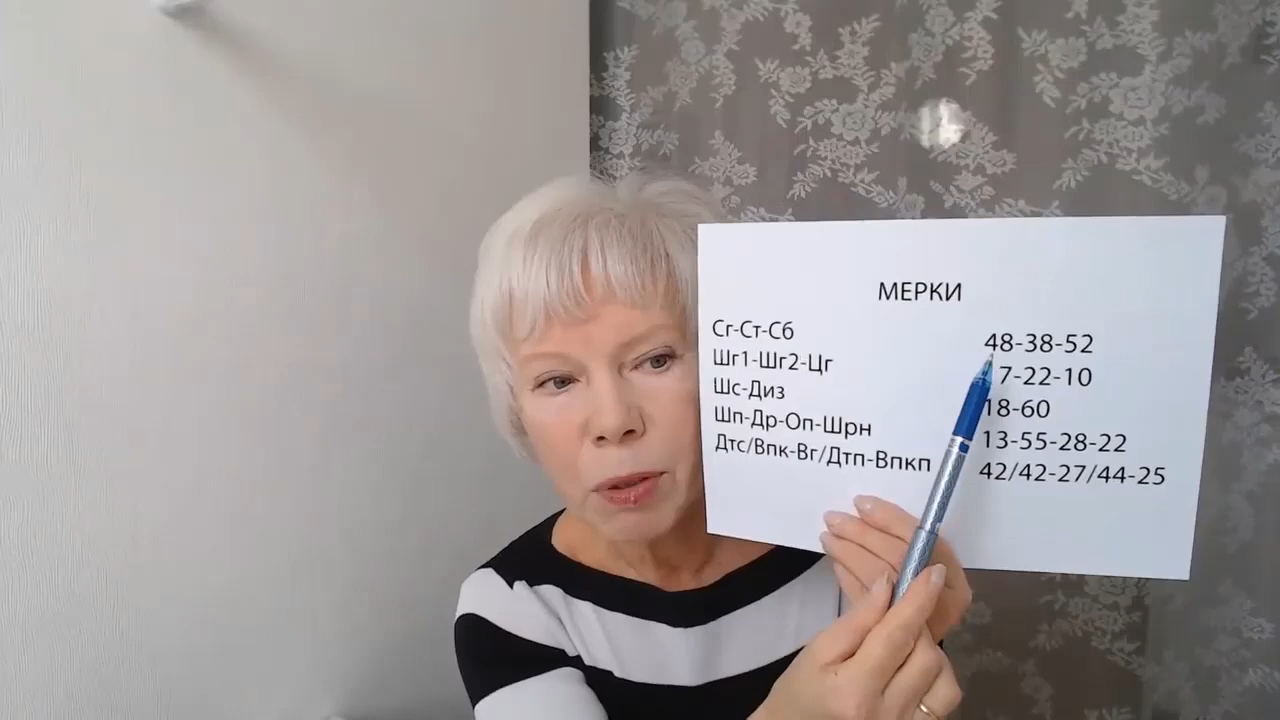 МЕРКИ
Сг-Ст-Сб 48-38-52
Шг1-Шг2-Цг 7-22-10
Шс-Диз 18-60
Шп-Др-Оп-Шрн 13-55-28-22
Дтс/Впк-Вг/Дтп-Впкп 42/42-27/44-25